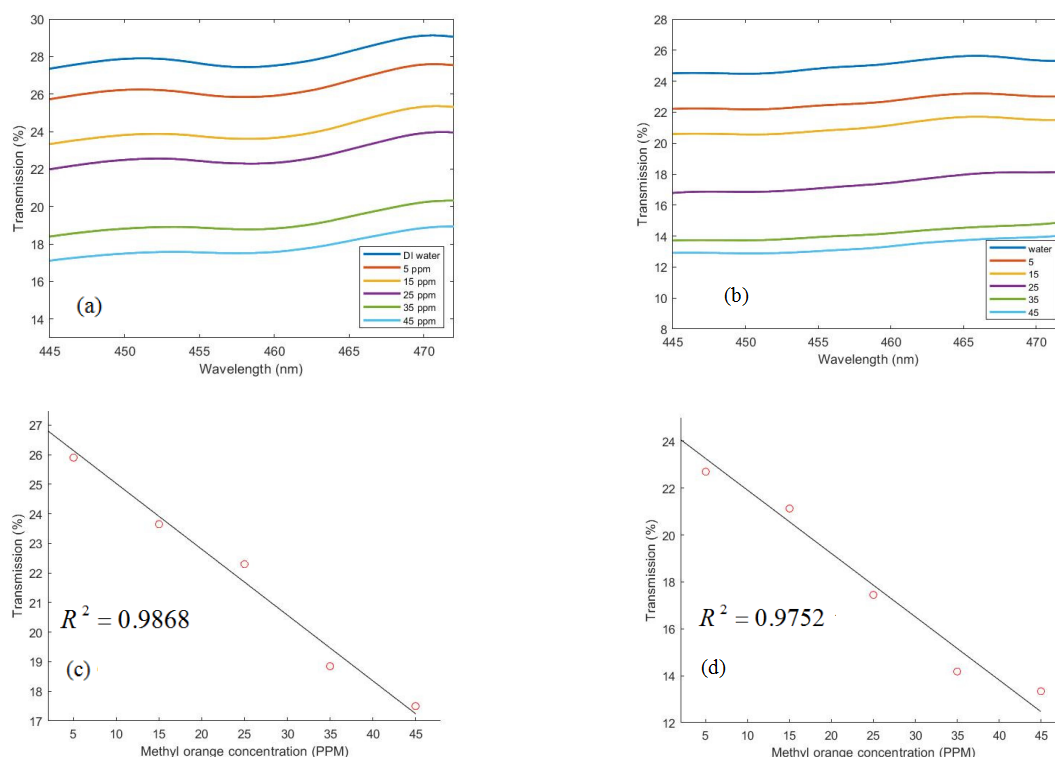 30
28
26
24
22
20
18
16
14
Transmission (%)
445 450 455 460 465 470
Wavelength (nm)
DI water
5 ppm
15 ppm
25 ppm
35 ppm
45 ppm
(a)
28
26
24
22
20
18
16
14
12
10
8
Transmission (%)
445 450 455 460 465 470
Wavelength (nm)
water
5
15
25
35
45
(b)
27
26
25
24
23
22
21
20
19
18
17
Transmission (%)
R² = 0.9868
(c)
5 10 15 20 25 30 35 40 45
Methyl orange concentration (PPM)
24
22
20
18
16
14
12
Transmission (%)
R² = 0.9752
(d)
5 10 15 20 25 30 35 40 45
Methyl orange concentration (PPM)